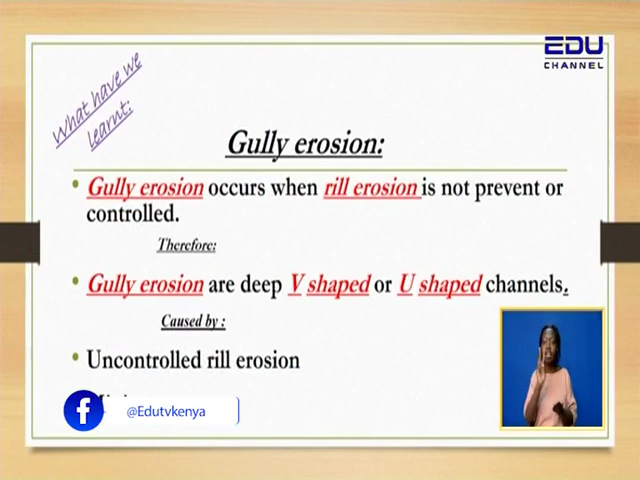 What have we
learnt:
EDU
CHANNEL
Gully erosion:
• Gully erosion occurs when rill erosion is not prevent or
controlled.
Therefore:
• Gully erosion are deep V shaped or U shaped channels.
Caused by :
• Uncontrolled rill erosion
@Edutvkenya